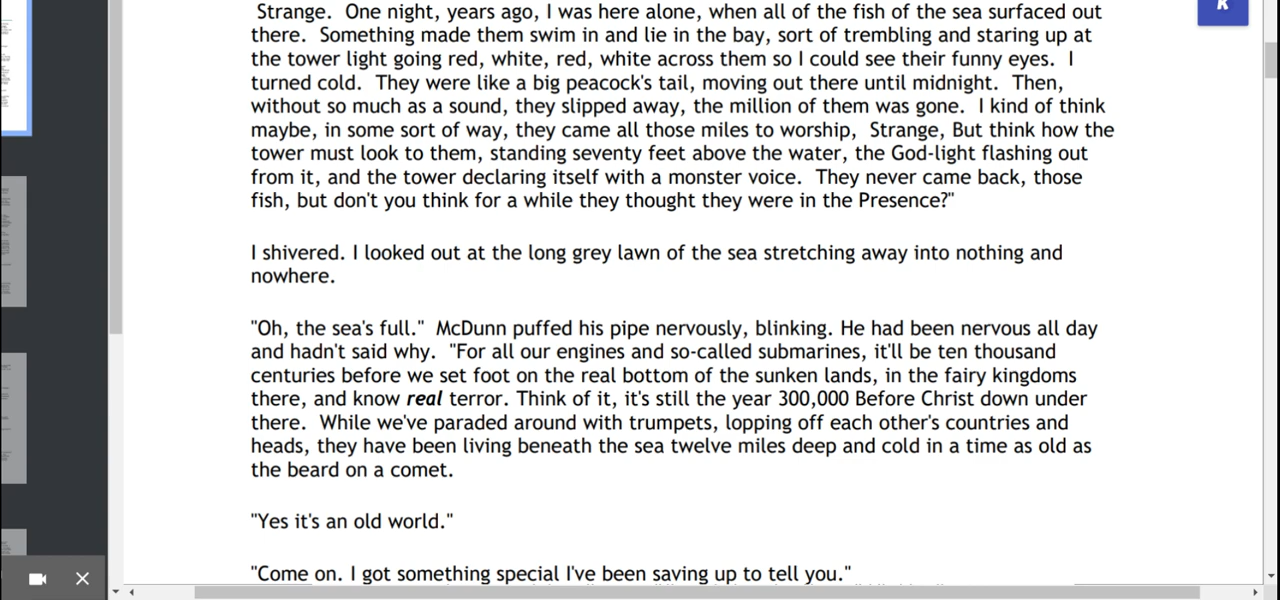 Strange. One night, years ago, I was here alone, when all of the fish of the sea surfaced out
there. Something made them swim in and lie in the bay, sort of trembling and staring up at
the tower light going red, white, red, white across them so I could see their funny eyes. I
turned cold. They were like a big peacock's tail, moving out there until midnight. Then,
without so much as a sound, they slipped away, the million of them was gone. I kind of think
maybe, in some sort of way, they came all those miles to worship, Strange, But think how the
tower must look to them, standing seventy feet above the water, the God-light flashing out
from it, and the tower declaring itself with a monster voice. They never came back, those
fish, but don't you think for a while they thought they were in the Presence?"
I shivered. I looked out at the long grey lawn of the sea stretching away into nothing and
nowhere.
"Oh, the sea's full." McDunn puffed his pipe nervously, blinking. He had been nervous all day
and hadn't said why. "For all our engines and so-called submarines, it'll be ten thousand
centuries before we set foot on the real bottom of the sunken lands, in the fairy kingdoms
there, and know real terror. Think of it, it's still the year 300,000 Before Christ down under
there. While we've paraded around with trumpets, lopping off each other's countries and
heads, they have been living beneath the sea twelve miles deep and cold in a time as old as
the beard on a comet.
"Yes it's an old world."
"Come on. I got something special I've been saving up to tell you."